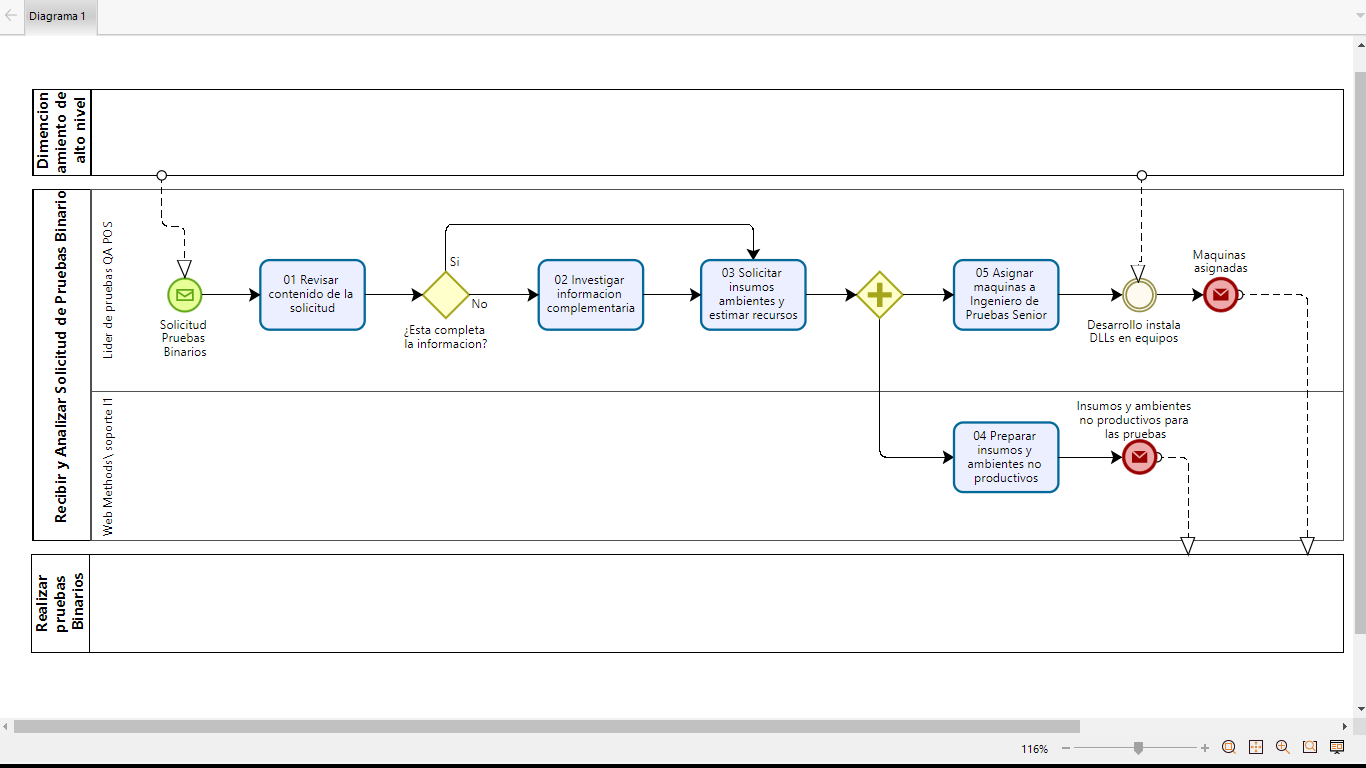 Diagrama 1
Dimencion
amiento de
alto nivel
Recibir y Analizar Solicitud de Pruebas Binario
Lider de pruebas QA POS
Solicitud
Pruebas
Binarios
01 Revisar
contenido de la
solicitud
Si
No
¿Esta completa
la informacion?
02 Investigar
informacion
complementaria
03 Solicitar
insumos
ambientes y
estimar recursos
05 Asignar
maquinas a
Ingeniero de
Pruebas Senior
Desarrollo instala
DLLs en equipos
Maquinas
asignadas
Web Methods\ soporte I1
04 Preparar
insumos y
ambientes no
productivos
Insumos y ambientes
no productivos para
las pruebas
Realizar
pruebas
Binarios
116%